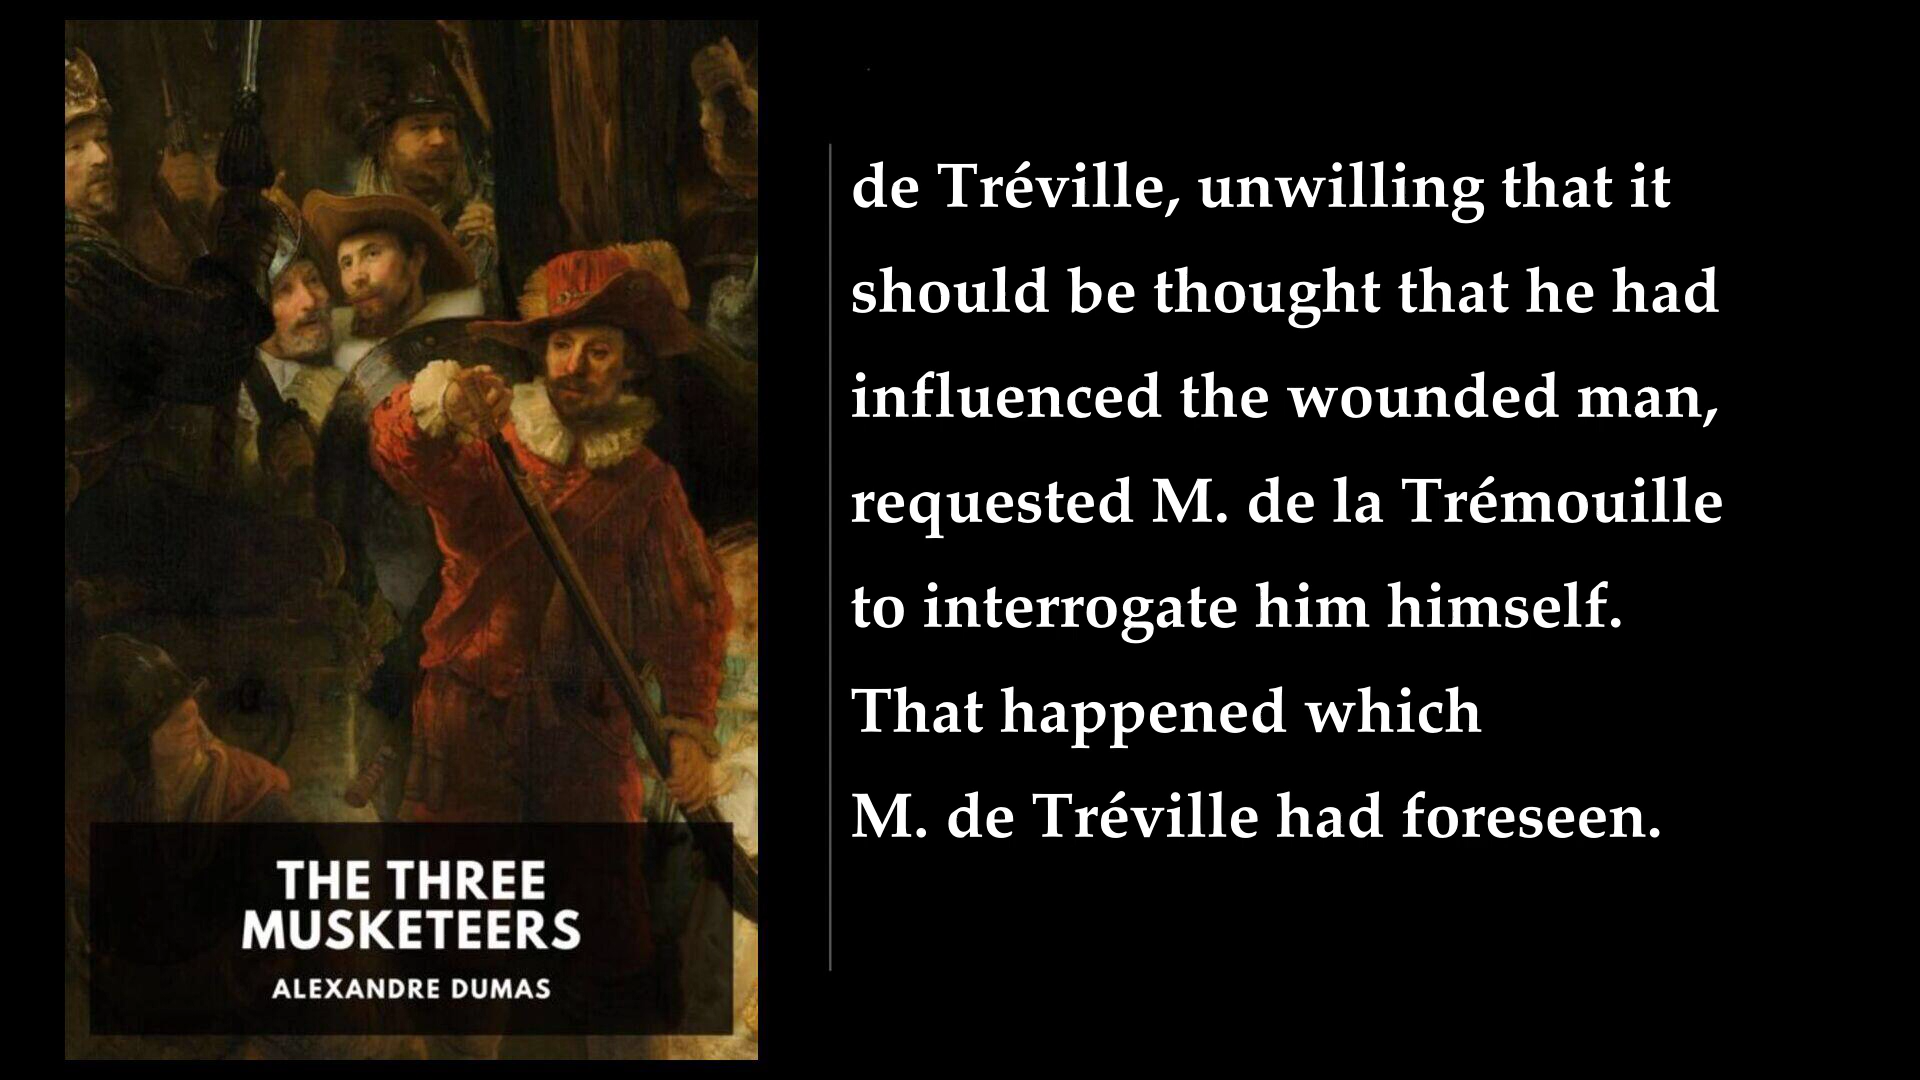 THE THREE
MUSKETEERS
ALEXANDRE DUMAS
de Tréville, unwilling that it
should be thought that he had
influenced the wounded man,
requested M. de la Trémouille
to interrogate him himself.
That happened which
M. de Tréville had foreseen.